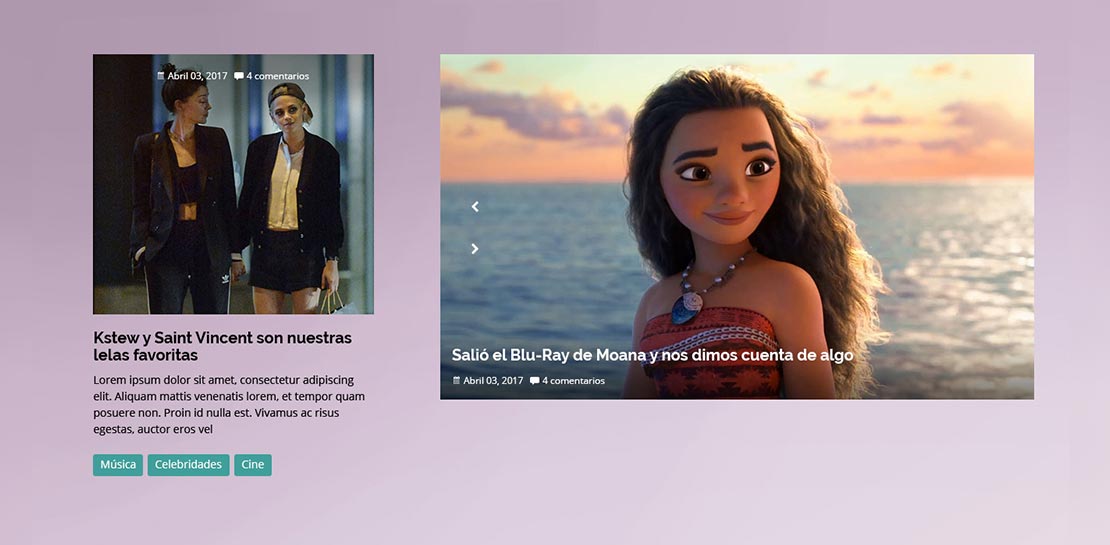 Abril 03, 2017 4 comentarios
Kstew y Saint Vincent son nuestras
lelas favoritas
Lorem ipsum dolor sit amet, consectetur adipiscing
elit. Aliquam mattis venenatis lorem, et tempor quam
posuere non. Proin id nulla est. Vivamus ac risus
egestas, auctor eros vel
Música Celebridades Cine
Salió el Blu-Ray de Moana y nos dimos cuenta de algo
Abril 03, 2017 4 comentarios